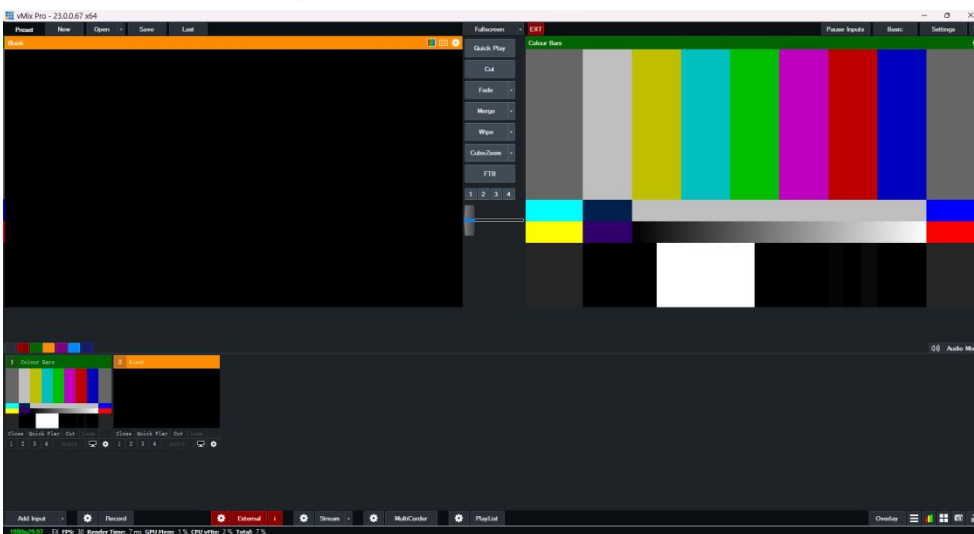 vMix Pro - 23.0.0.67 x64
Preset New Open Save Last Fullscreen EXT Pause Inputs Basic Settings
Blank
Colour Bars
Quick Play
Cut
Fade
Merge
Wipe
CubeZoom
FTB
1 2 3 4
Audio Mix
1 Colour Bars
2 Blank
Close Quick Play Cut Loop Close Quick Play Cut Loop
1 2 3 4 Audio 1 2 3 4 Audio
Add Input Record External i Stream MultiCorder PlayList Overlay
1080p29.97 EX FPS: 30 Render Time: 7 ms GPU Mem: 1 % CPU vMix: 2 % Total: 7 %